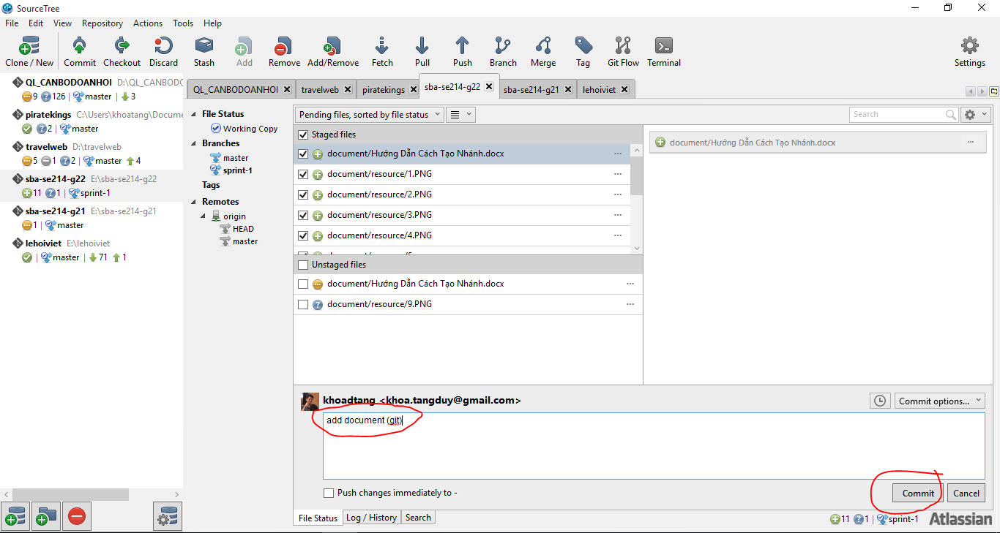 SourceTree
File Edit View Repository Actions Tools Help
Clone / New Commit Checkout Discard Stash Add Remove Add/Remove Fetch Pull Push Branch Merge Tag Git Flow Terminal Settings
QL_CANBODOANHOI D:\QL_CANBODO
9 126 | master | 3
piratekings C:\Users\khoatang\Docume
2 | master
travelweb D:\travelweb
5 1 2 | master | 4
sba-se214-g22 E:\sba-se214-g22
11 1 | sprint-1
sba-se214-g21 E:\sba-se214-g21
1 | master
lehoiviet E:\lehoiviet
| master | 71 1
QL_CANBODOANHOI travelweb piratekings sba-se214-g22 sba-se214-g21 lehoiviet
File Status
Working Copy
Branches
master
sprint-1
Tags
Remotes
origin
HEAD
master
Pending files, sorted by file status
Search
Staged files
document/Hướng Dẫn Cách Tạo Nhánh.docx
document/resource/1.PNG
document/resource/2.PNG
document/resource/3.PNG
document/resource/4.PNG
Unstaged files
document/Hướng Dẫn Cách Tạo Nhánh.docx
document/resource/9.PNG
document/Hướng Dẫn Cách Tạo Nhánh.docx
khoadtang <khoa.tangduy@gmail.com>
Commit options...
add document (git)
Push changes immediately to -
Commit Cancel
File Status Log / History Search
11 1 | sprint-1 Atlassian